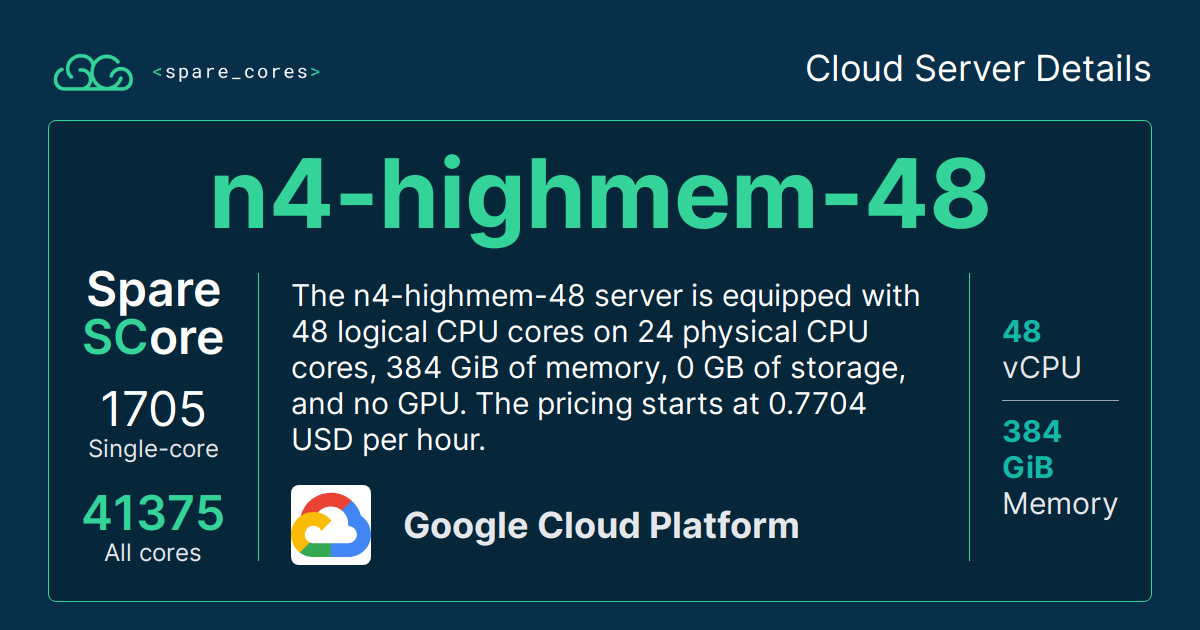 <spare_cores>
Cloud Server Details
n4-highmem-48
Spare
SCore
1705
Single-core
41375
All cores
The n4-highmem-48 server is equipped with
48 logical CPU cores on 24 physical CPU
cores, 384 GiB of memory, 0 GB of storage,
and no GPU. The pricing starts at 0.7704
USD per hour.
Google Cloud Platform
48
vCPU
384
GiB
Memory